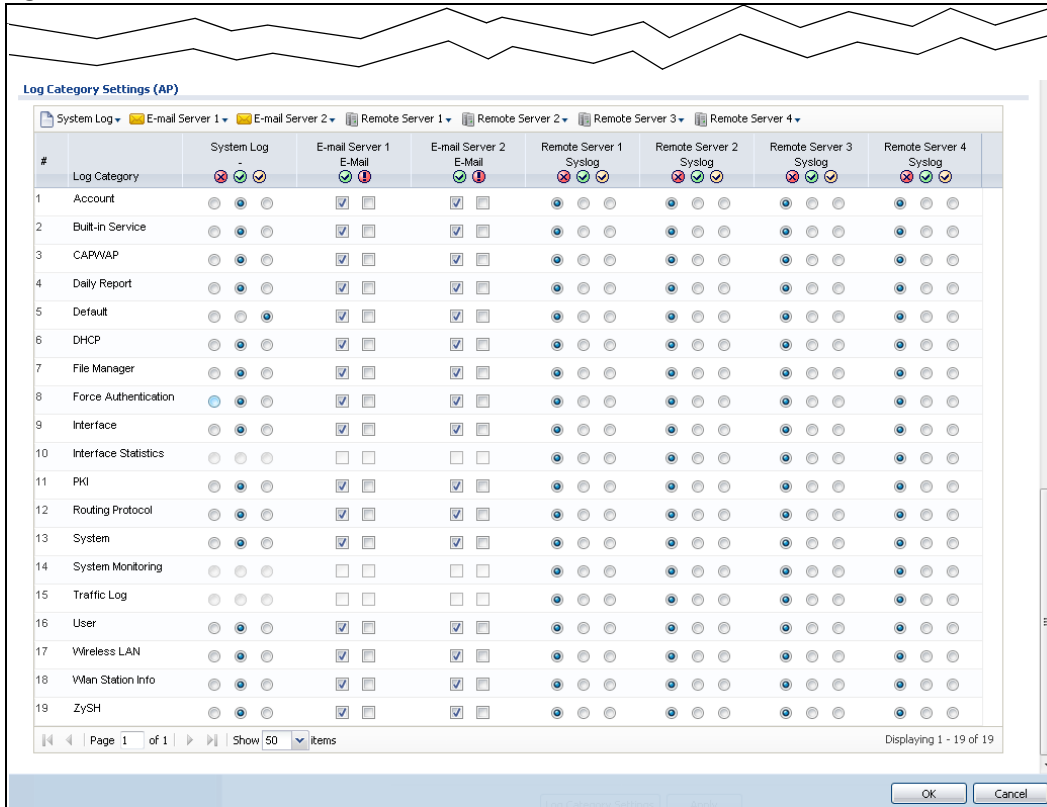 Log Category Settings (AP)
System Log E-mail Server 1 E-mail Server 2 Remote Server 1 Remote Server 2 Remote Server 3 Remote Server 4
# Log Category System Log - E-mail Server 1 E-Mail E-mail Server 2 E-Mail Remote Server 1 Syslog Remote Server 2 Syslog Remote Server 3 Syslog Remote Server 4 Syslog
1 Account
2 Built-in Service
3 CAPWAP
4 Daily Report
5 Default
6 DHCP
7 File Manager
8 Force Authentication
9 Interface
10 Interface Statistics
11 PKI
12 Routing Protocol
13 System
14 System Monitoring
15 Traffic Log
16 User
17 Wireless LAN
18 Wlan Station Info
19 ZySH
Page 1 of 1 Show 50 items Displaying 1 - 19 of 19
OK Cancel